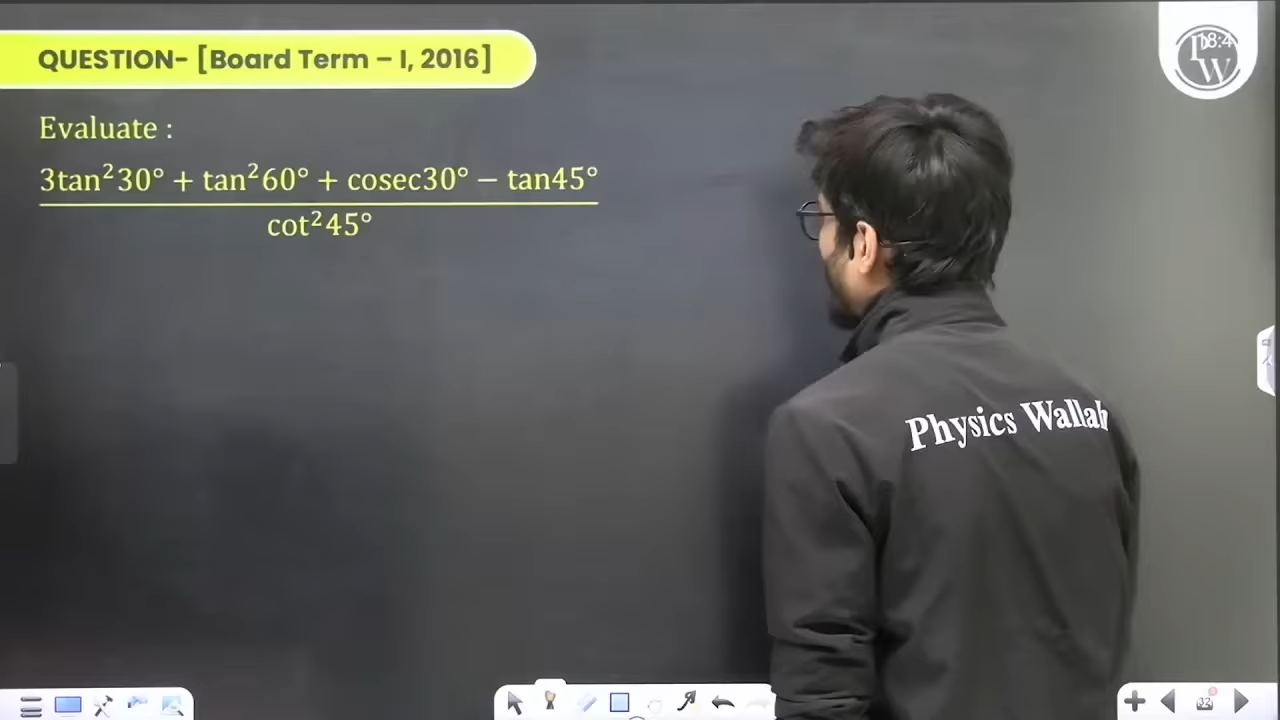 QUESTION- [Board Term – I, 2016]
Evaluate :
3tan²30° + tan²60° + cosec30° − tan45°
cot²45°
Physics Wallah